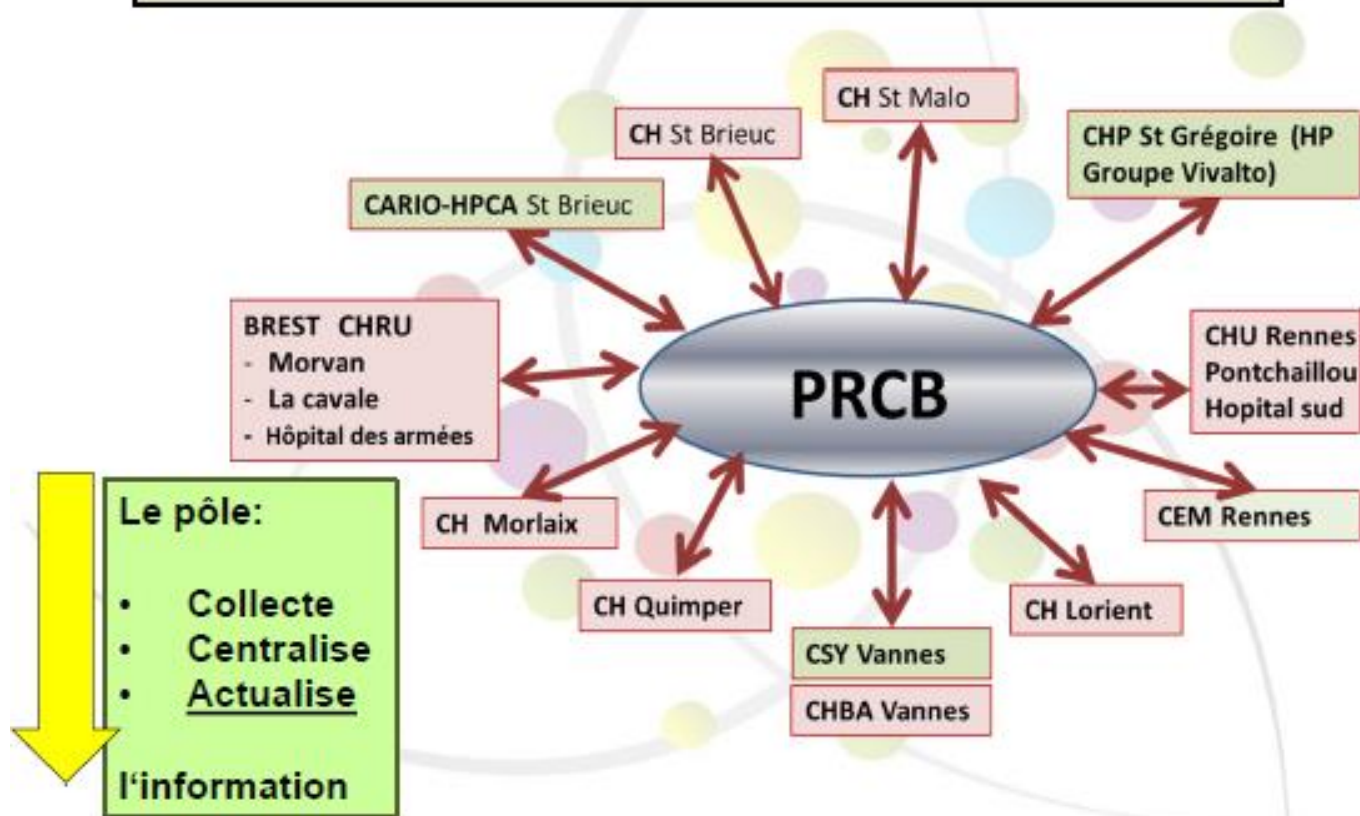 CH St Malo
CH St Brieuc
CHP St Grégoire (HP
Groupe Vivalto)
CARIO-HPCA St Brieuc
BREST CHRU
- Morvan
- La cavale
- Hôpital des armées
PRCB
CHU Rennes
Pontchaillou
Hopital sud
CH Morlaix
CEM Rennes
CH Quimper
CH Lorient
CSY Vannes
CHBA Vannes
Le pôle:
• Collecte
• Centralise
• Actualise
l‘information